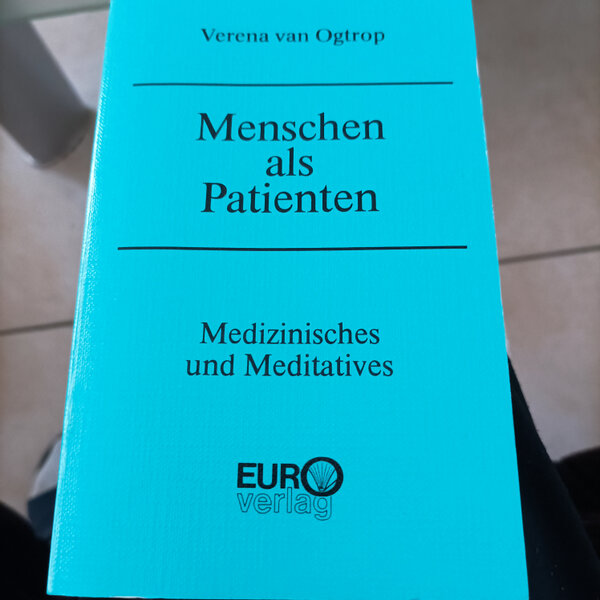 Verena van Ogtrop
Menschen
als
Patienten
Medizinisches
und Meditatives
EURO
verlag